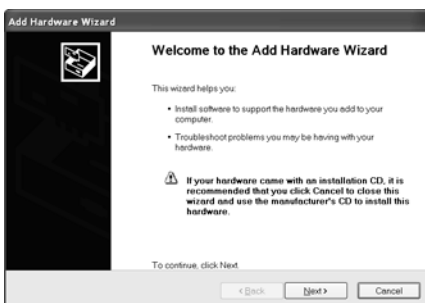 Add Hardware Wizard
Welcome to the Add Hardware Wizard
This wizard helps you:
• Install software to support the hardware you add to your
computer.
• Troubleshoot problems you may be having with your
hardware.
If your hardware came with an installation CD, it is
recommended that you click Cancel to close this
wizard and use the manufacturer's CD to install this
hardware.
To continue, click Next
< Back Next > Cancel